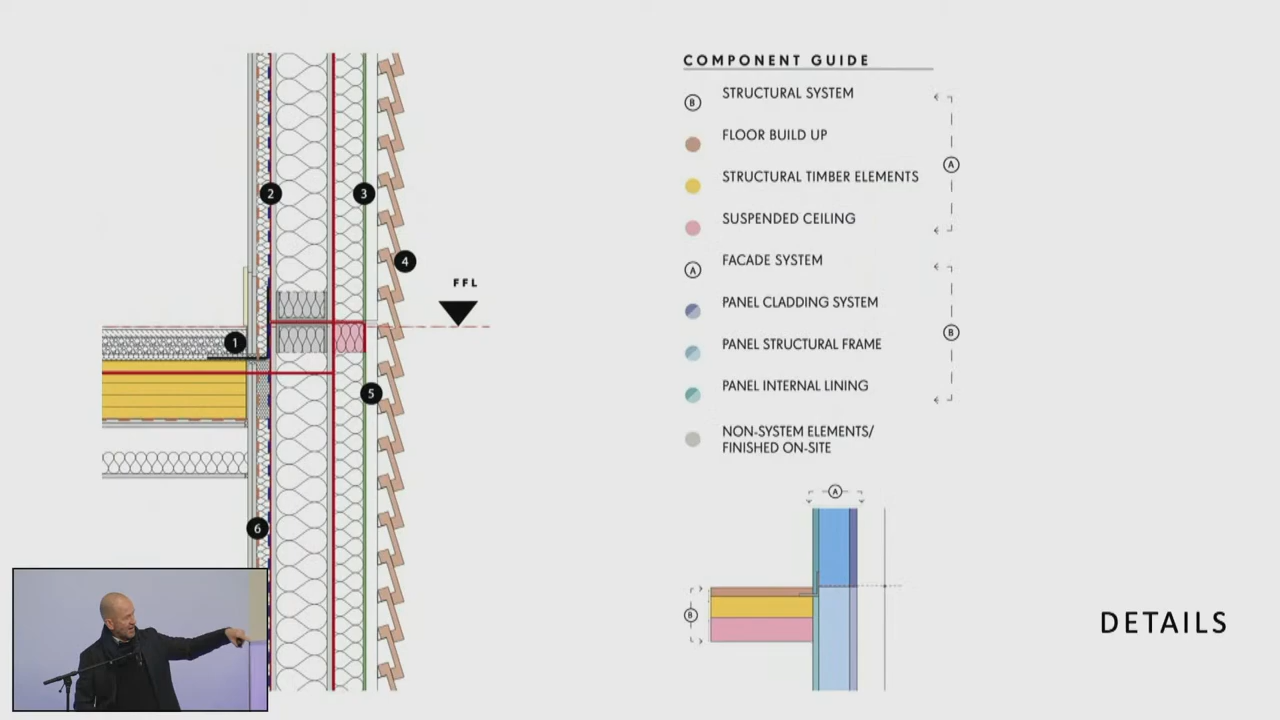 COMPONENT GUIDE
B STRUCTURAL SYSTEM
FLOOR BUILD UP
STRUCTURAL TIMBER ELEMENTS
SUSPENDED CEILING
A FACADE SYSTEM
PANEL CLADDING SYSTEM
PANEL STRUCTURAL FRAME
PANEL INTERNAL LINING
NON-SYSTEM ELEMENTS/
FINISHED ON-SITE
A
B
2
3
4
FFL
1
5
6
A
B
DETAILS